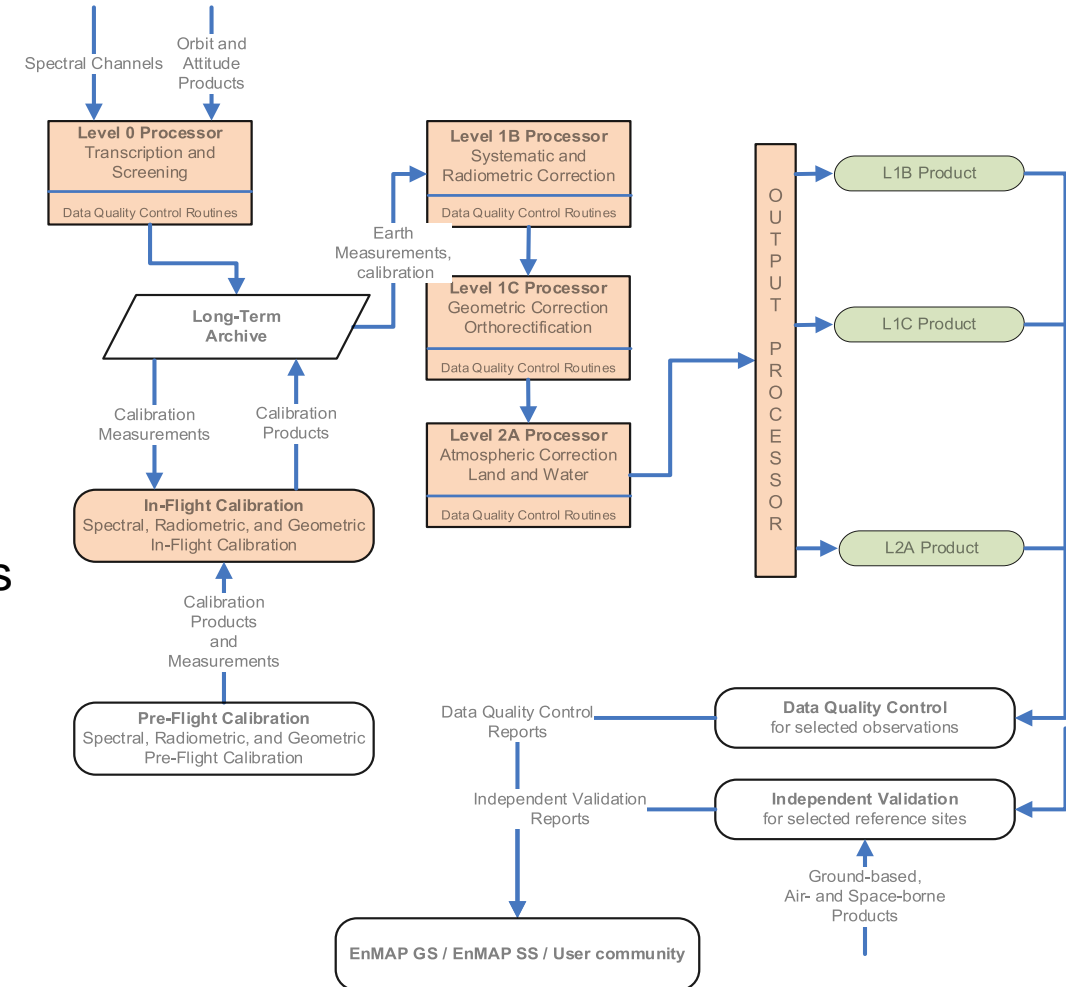 Spectral Channels
Orbit and
Attitude
Products
Level 0 Processor
Transcription and
Screening
Data Quality Control Routines
Long-Term
Archive
Calibration
Measurements
Calibration
Products
In-Flight Calibration
Spectral, Radiometric, and Geometric
In-Flight Calibration
s
Calibration
Products
and
Measurements
Pre-Flight Calibration
Spectral, Radiometric, and Geometric
Pre-Flight Calibration
Earth
Measurements,
calibration
Level 1B Processor
Systematic and
Radiometric Correction
Data Quality Control Routines
Level 1C Processor
Geometric Correction
Orthorectification
Data Quality Control Routines
Level 2A Processor
Atmospheric Correction
Land and Water
Data Quality Control Routines
OUTPUT PROCESSOR
L1B Product
L1C Product
L2A Product
Data Quality Control
for selected observations
Data Quality Control
Reports
Independent Validation
for selected reference sites
Independent Validation
Reports
Ground-based,
Air- and Space-borne
Products
EnMAP GS / EnMAP SS / User community